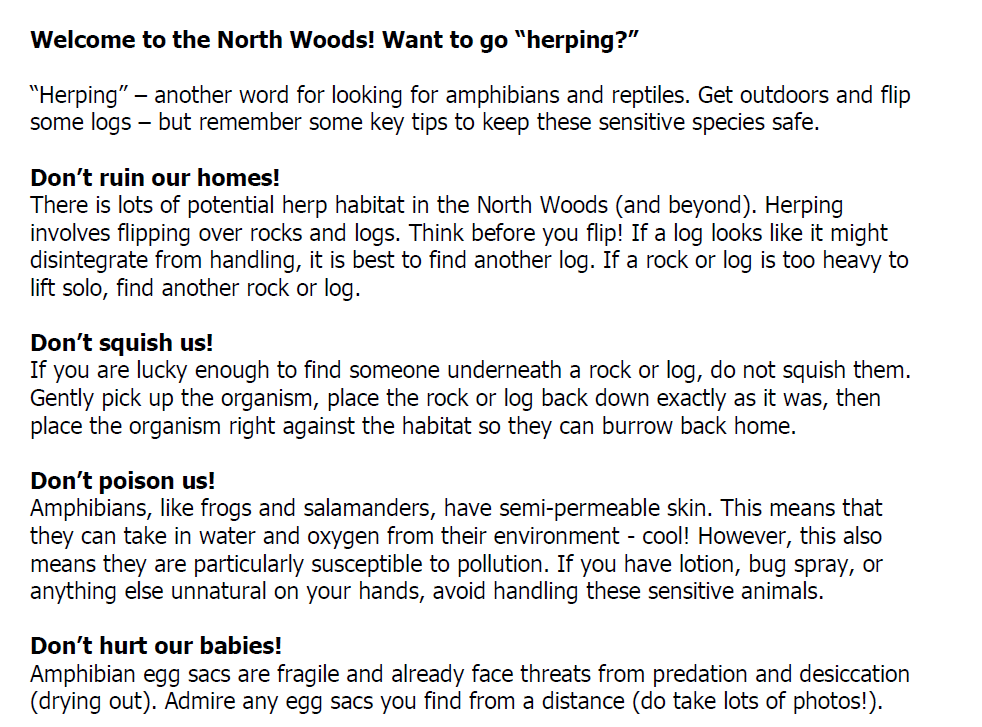 Welcome to the North Woods! Want to go “herping?”
“Herping” – another word for looking for amphibians and reptiles. Get outdoors and flip
some logs – but remember some key tips to keep these sensitive species safe.
Don’t ruin our homes!
There is lots of potential herp habitat in the North Woods (and beyond). Herping
involves flipping over rocks and logs. Think before you flip! If a log looks like it might
disintegrate from handling, it is best to find another log. If a rock or log is too heavy to
lift solo, find another rock or log.
Don’t squish us!
If you are lucky enough to find someone underneath a rock or log, do not squish them.
Gently pick up the organism, place the rock or log back down exactly as it was, then
place the organism right against the habitat so they can burrow back home.
Don’t poison us!
Amphibians, like frogs and salamanders, have semi-permeable skin. This means that
they can take in water and oxygen from their environment - cool! However, this also
means they are particularly susceptible to pollution. If you have lotion, bug spray, or
anything else unnatural on your hands, avoid handling these sensitive animals.
Don’t hurt our babies!
Amphibian egg sacs are fragile and already face threats from predation and desiccation
(drying out). Admire any egg sacs you find from a distance (do take lots of photos!).